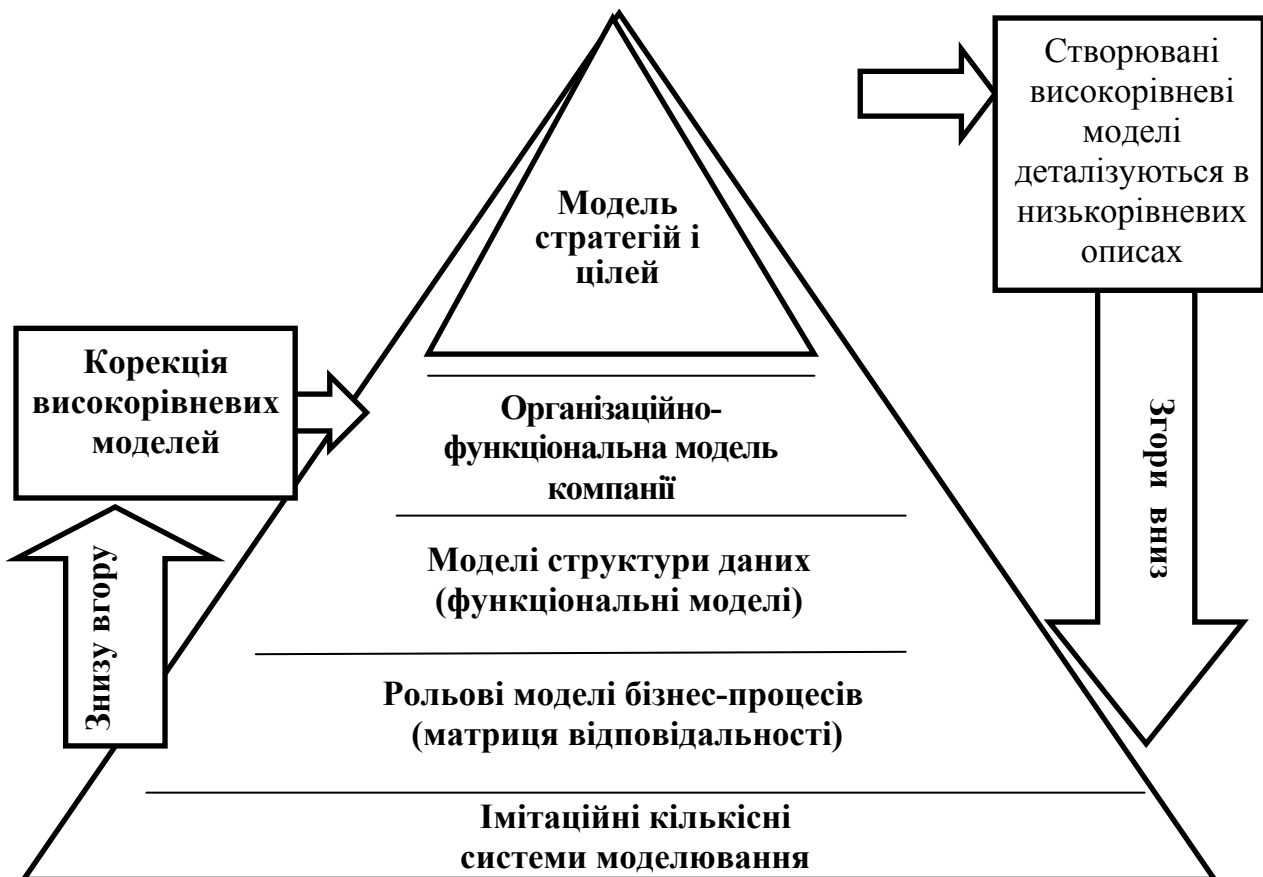 Створювані
високорівневі
моделі
деталізуються в
низькорівневих
описах
Модель
стратегій і
цілей
Корекція
високорівневих
моделей
Організаційно-
функціональна модель
компанії
Згори вниз
Моделі структури даних
(функціональні моделі)
Знизу вгору
Рольові моделі бізнес-процесів
(матриця відповідальності)
Імітаційні кількісні
системи моделювання